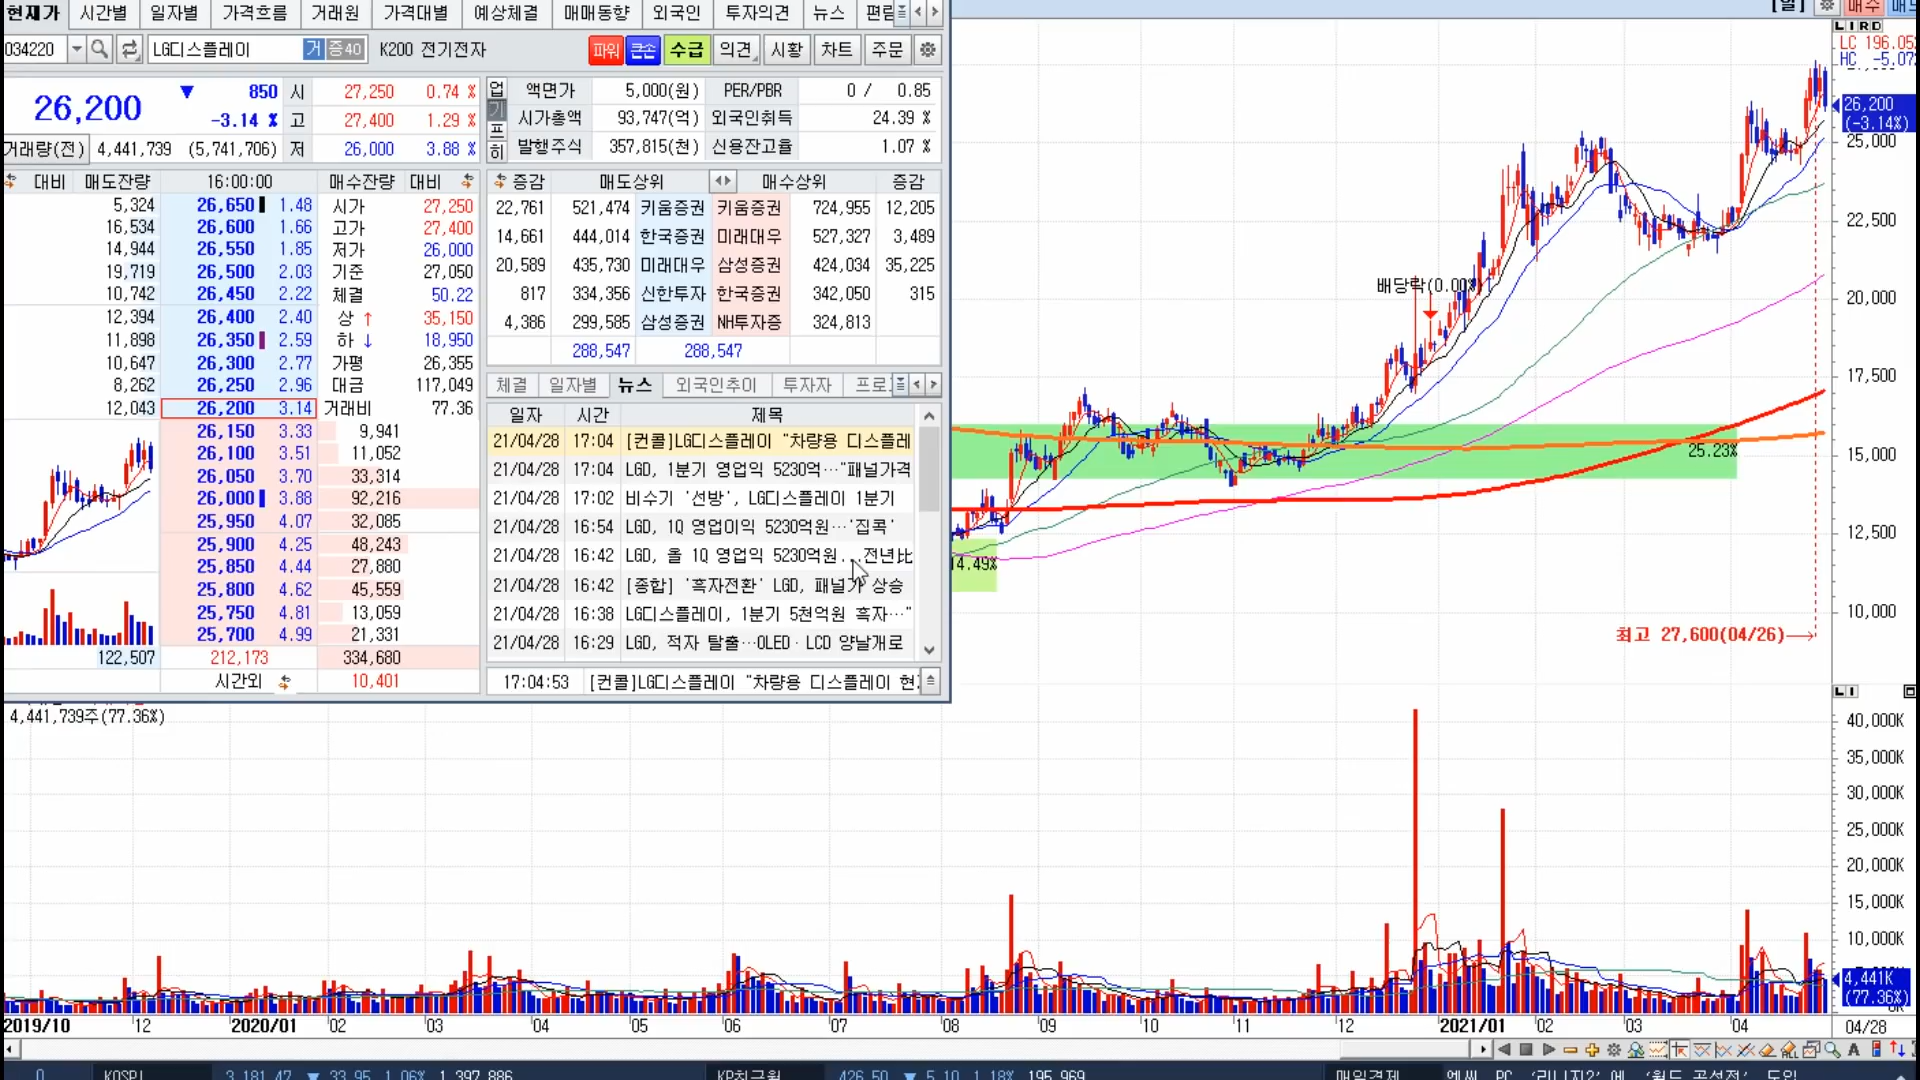 현재가 시간별 일자별 가격흐름 거래원 가격대별 예상체결 매매동향 외국인 투자의견 뉴스
034220 LG디스플레이 거 증40 K200 전기전자 파워 큰손 수급 의견 시황 차트 주문
26,200 ▼ 850 시 27,250 0.74 %
-3.14 % 고 27,400 1.29 %
거래량(전) 4,441,739 (5,741,706) 저 26,000 3.88 %
업 기 프 히
액면가 5,000(원) PER/PBR 0 / 0.85
시가총액 93,747(억) 외국인취득 24.39 %
발행주식 357,815(천) 신용잔고율 1.07 %
대비 매도잔량 16:00:00 매수잔량 대비
5,324 26,650 1.48 시가 27,250
16,534 26,600 1.66 고가 27,400
14,944 26,550 1.85 저가 26,000
19,719 26,500 2.03 기준 27,050
10,742 26,450 2.22 체결 50.22
12,394 26,400 2.40 상 ↑ 35,150
11,898 26,350 2.59 하 ↓ 18,950
10,647 26,300 2.77 가평 26,355
8,262 26,250 2.96 대금 117,049
12,043 26,200 3.14 거래비 77.36
26,150 3.33 9,941
26,100 3.51 11,052
26,050 3.70 33,314
26,000 3.88 92,216
25,950 4.07 32,085
25,900 4.25 48,243
25,850 4.44 27,880
25,800 4.62 45,559
25,750 4.81 13,059
25,700 4.99 21,331
122,507 212,173 334,680
시간외 10,401
증감 매도상위 매수상위 증감
22,761 521,474 키움증권 키움증권 724,955 12,205
14,661 444,014 한국증권 미래대우 527,327 3,489
20,589 435,730 미래대우 삼성증권 424,034 35,225
817 334,356 신한투자 한국증권 342,050 315
4,386 299,585 삼성증권 NH투자증 324,813
288,547 288,547
체결 일자별 뉴스 외국인추이 투자자 프로
일자 시간 제목
21/04/28 17:04 [컨콜]LG디스플레이 "차량용 디스플레
21/04/28 17:04 LGD, 1분기 영업익 5230억…"패널가격
21/04/28 17:02 비수기 '선방', LG디스플레이 1분기
21/04/28 16:54 LGD, 1Q 영업이익 5230억원…'집콕'
21/04/28 16:42 LGD, 올 1Q 영업익 5230억원...전년比
21/04/28 16:42 [종합] '흑자전환' LGD, 패널가 상승
21/04/28 16:38 LG디스플레이, 1분기 5천억원 흑자…"
21/04/28 16:29 LGD, 적자 탈출…OLED·LCD 양날개로
17:04:53 [컨콜]LG디스플레이 "차량용 디스플레이 현
[일] 매수
L I R D
LC 196.05
HC -5.07
26,200
(-3.14%)
25,000
22,500
20,000
17,500
15,000
12,500
10,000
배당락(0.00%)
25.23%
14.49%
최고 27,600(04/26)
4,441,739주(77.36%)
L I
40,000K
35,000K
30,000K
25,000K
20,000K
15,000K
10,000K
4,441K
(77.36%)
2019/10 12 2020/01 02 03 04 05 06 07 08 09 10 11 12 2021/01 02 03 04 04/28
0 KOSPI 3,181.47 ▼ 33.95 1.06% 1,397,886 426.50 ▼ 5.10 1.18% 195,969 매일경제